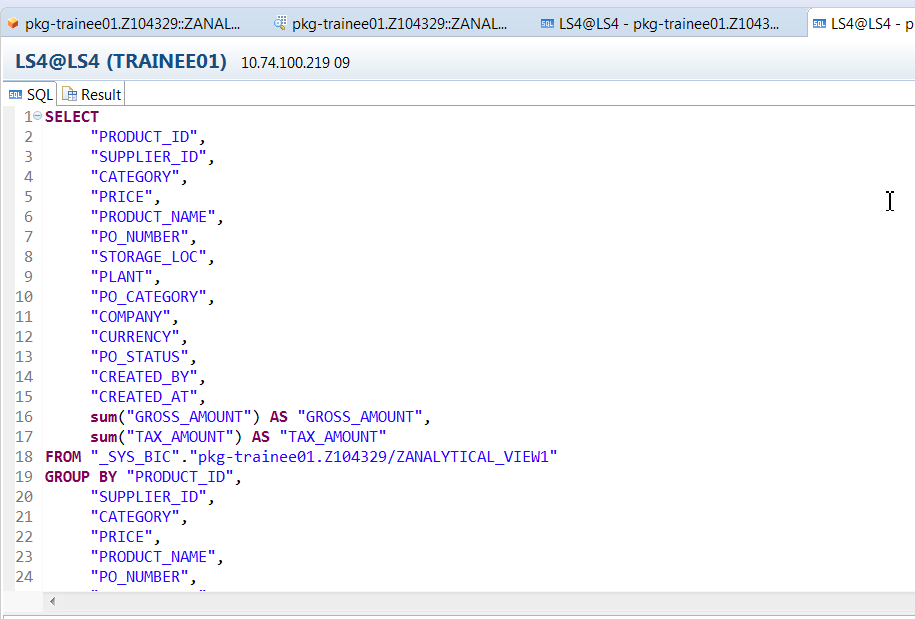 pkg-trainee01.Z104329::ZANAL... pkg-trainee01.Z104329::ZANAL... SQL LS4@LS4 - pkg-trainee01.Z1043... SQL LS4@LS4 - p
LS4@LS4 (TRAINEE01) 10.74.100.219 09
SQL SQL Result
1 SELECT
2 "PRODUCT_ID",
3 "SUPPLIER_ID",
4 "CATEGORY",
5 "PRICE",
6 "PRODUCT_NAME",
7 "PO_NUMBER",
8 "STORAGE_LOC",
9 "PLANT",
10 "PO_CATEGORY",
11 "COMPANY",
12 "CURRENCY",
13 "PO_STATUS",
14 "CREATED_BY",
15 "CREATED_AT",
16 sum("GROSS_AMOUNT") AS "GROSS_AMOUNT",
17 sum("TAX_AMOUNT") AS "TAX_AMOUNT"
18 FROM "_SYS_BIC"."pkg-trainee01.Z104329/ZANALYTICAL_VIEW1"
19 GROUP BY "PRODUCT_ID",
20 "SUPPLIER_ID",
21 "CATEGORY",
22 "PRICE",
23 "PRODUCT_NAME",
24 "PO_NUMBER",